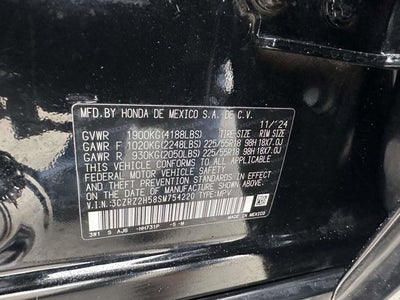 MFD.BY HONDA DE MEXICO S.A. DE C.V. 11/'24
GVWR 1900KG(4188LBS) TIRE SIZE RIM SIZE
GAWR F 1020KG(2248LBS) 225/55R18 98H 18X7.0J
GAWR R 930KG(2050LBS) 225/55R18 98H 18X7.0J
THIS VEHICLE CONFORMS TO ALL APPLICABLE
FEDERAL MOTOR VEHICLE SAFETY STANDARDS
IN EFFECT ON THE DATE OF MANUFACTURE
SHOWN ABOVE.
V.I.N.:3CZRZ2H58SM754220 TYPE:MPV
3W1 S AJ6 -NH731P -S -M MADE IN MEXICO